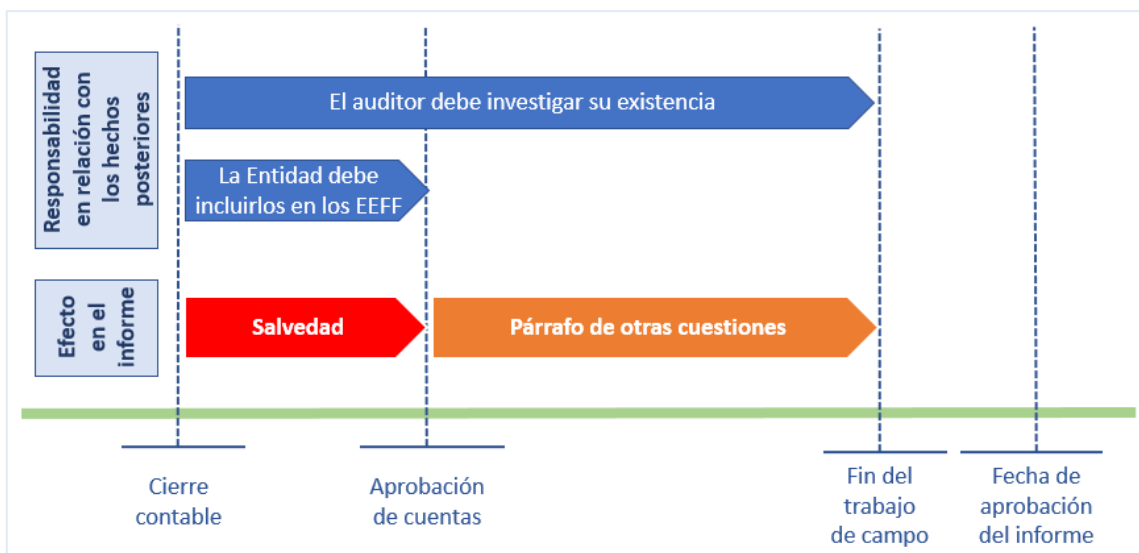 Responsabilidad
en relación con
los hechos
posteriores
El auditor debe investigar su existencia
La Entidad debe
incluirlos en los EEFF
Efecto
en el
informe
Salvedad
Párrafo de otras cuestiones
Cierre
contable
Aprobación
de cuentas
Fin del
trabajo
de campo
Fecha de
aprobación
del informe